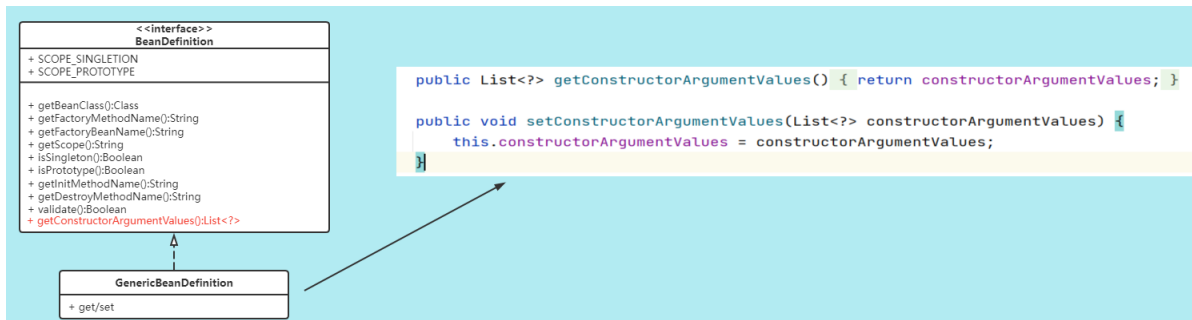 <<interface>>
BeanDefinition
+ SCOPE_SINGLETION
+ SCOPE_PROTOTYPE
+ getBeanClass():Class
+ getFactoryMethodName():String
+ getFactoryBeanName():String
+ getScope():String
+ isSingleton():Boolean
+ isPrototype():Boolean
+ getInitMethodName():String
+ getDestroyMethodName():String
+ validate():Boolean
+ getConstructorArgumentValues():List<?>
GenericBeanDefinition
+ get/set
public List<?> getConstructorArgumentValues() { return constructorArgumentValues; }
public void setConstructorArgumentValues(List<?> constructorArgumentValues) {
this.constructorArgumentValues = constructorArgumentValues;
}